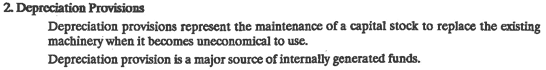 2. Depreciation Provisions
Depreciation provisions represent the maintenance of a capital stock to replace the existing
machinery when it becomes uneconomical to use.
Depreciation provision is a major source of internally generated funds.